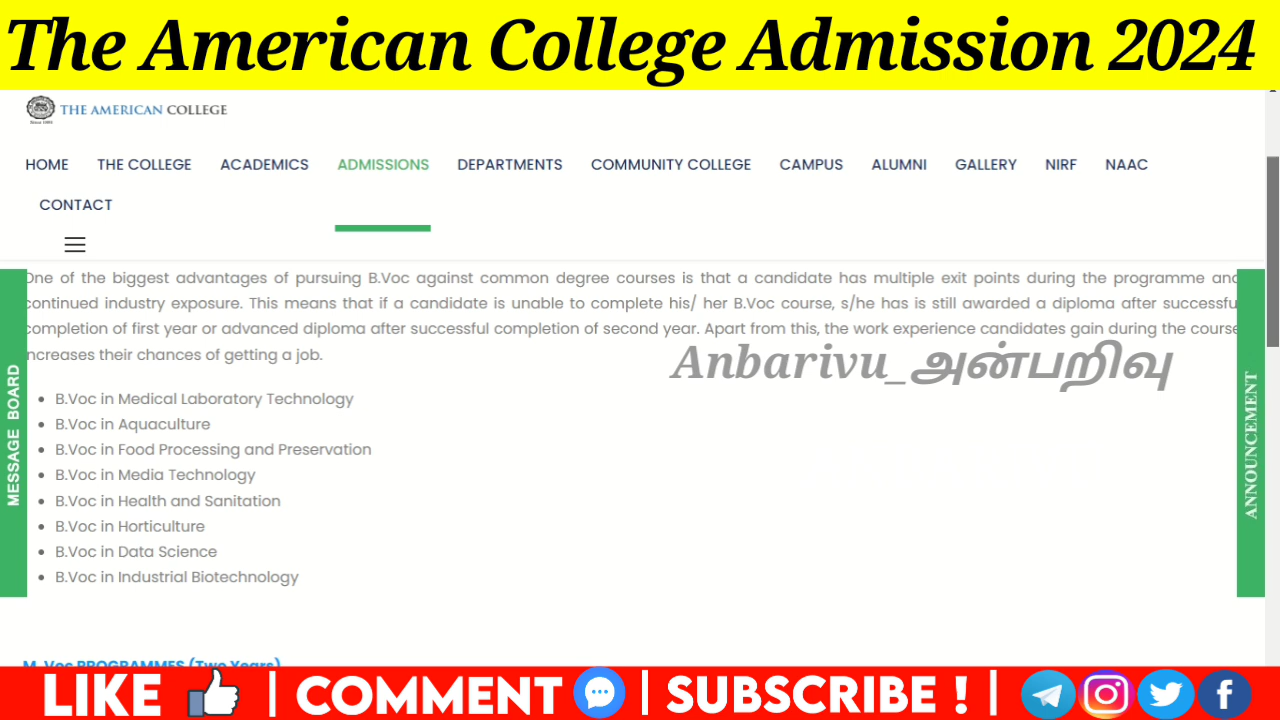 The American College Admission 2024
THE AMERICAN COLLEGE
Since 1881
HOME THE COLLEGE ACADEMICS ADMISSIONS DEPARTMENTS COMMUNITY COLLEGE CAMPUS ALUMNI GALLERY NIRF NAAC
CONTACT
One of the biggest advantages of pursuing B.Voc against common degree courses is that a candidate has multiple exit points during the programme and
continued industry exposure. This means that if a candidate is unable to complete his/ her B.Voc course, s/he has is still awarded a diploma after successfu
completion of first year or advanced diploma after successful completion of second year. Apart from this, the work experience candidates gain during the course
increases their chances of getting a job.
Anbarivu_அன்பறிவு
MESSAGE BOARD
ANNOUNCEMENT
• B.Voc in Medical Laboratory Technology
• B.Voc in Aquaculture
• B.Voc in Food Processing and Preservation
• B.Voc in Media Technology
• B.Voc in Health and Sanitation
• B.Voc in Horticulture
• B.Voc in Data Science
• B.Voc in Industrial Biotechnology
M. Voc PROGRAMMES (Two Years)
LIKE | COMMENT | SUBSCRIBE ! |